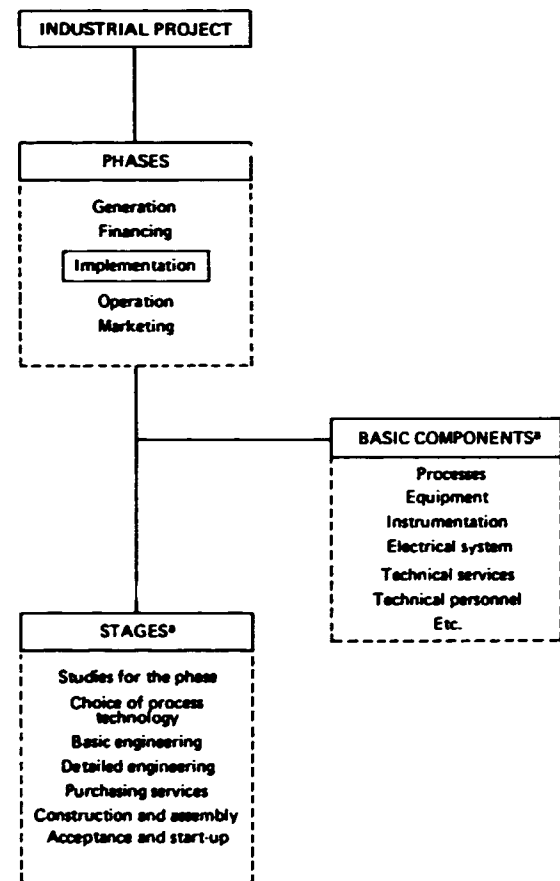 INDUSTRIAL PROJECT
PHASES
Generation
Financing
Implementation
Operation
Marketing
BASIC COMPONENTSª
Processes
Equipment
Instrumentation
Electrical system
Technical services
Technical personnel
Etc.
STAGESª
Studies for the phase
Choice of process
technology
Basic engineering
Detailed engineering
Purchasing services
Construction and assembly
Acceptance and start-up